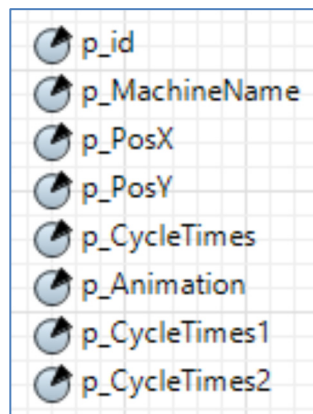 p_id
p_MachineName
p_PosX
p_PosY
p_CycleTimes
p_Animation
p_CycleTimes1
p_CycleTimes2